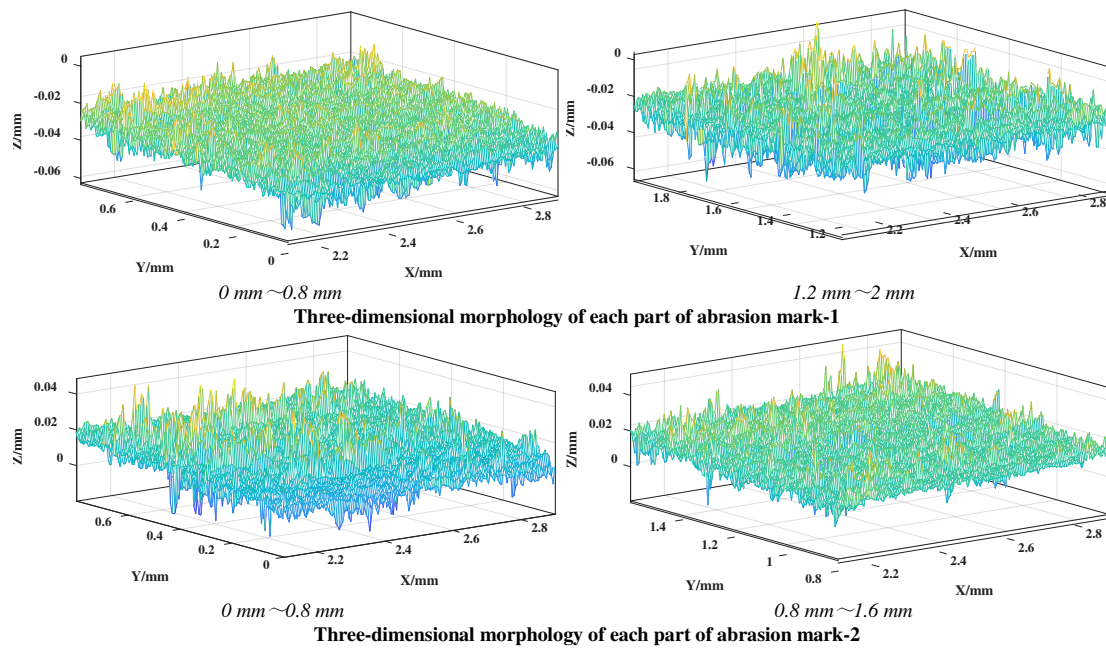 0
-0.02
-0.04
-0.06
Z/mm
0.6
0.4
0.2
0
Y/mm
2.2
2.4
2.6
2.8
X/mm
0 mm～0.8 mm
0
-0.02
-0.04
-0.06
Z/mm
1.8
1.6
1.4
1.2
Y/mm
2.2
2.4
2.6
2.8
X/mm
1.2 mm～2 mm
Three-dimensional morphology of each part of abrasion mark-1
0.04
0.02
0
Z/mm
0.6
0.4
0.2
0
Y/mm
2.2
2.4
2.6
2.8
X/mm
0 mm～0.8 mm
0.04
0.02
0
Z/mm
1.4
1.2
1
0.8
Y/mm
2.2
2.4
2.6
2.8
X/mm
0.8 mm～1.6 mm
Three-dimensional morphology of each part of abrasion mark-2